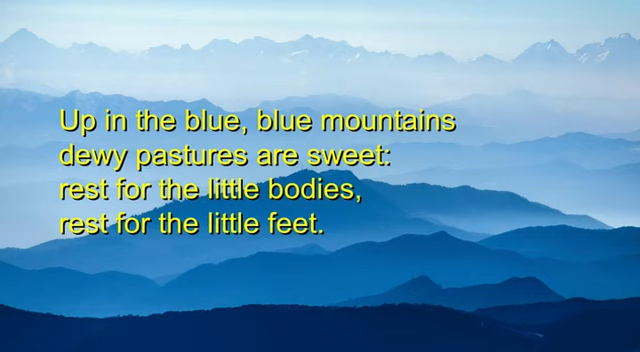 Up in the blue, blue mountains
dewy pastures are sweet:
rest for the little bodies,
rest for the little feet.